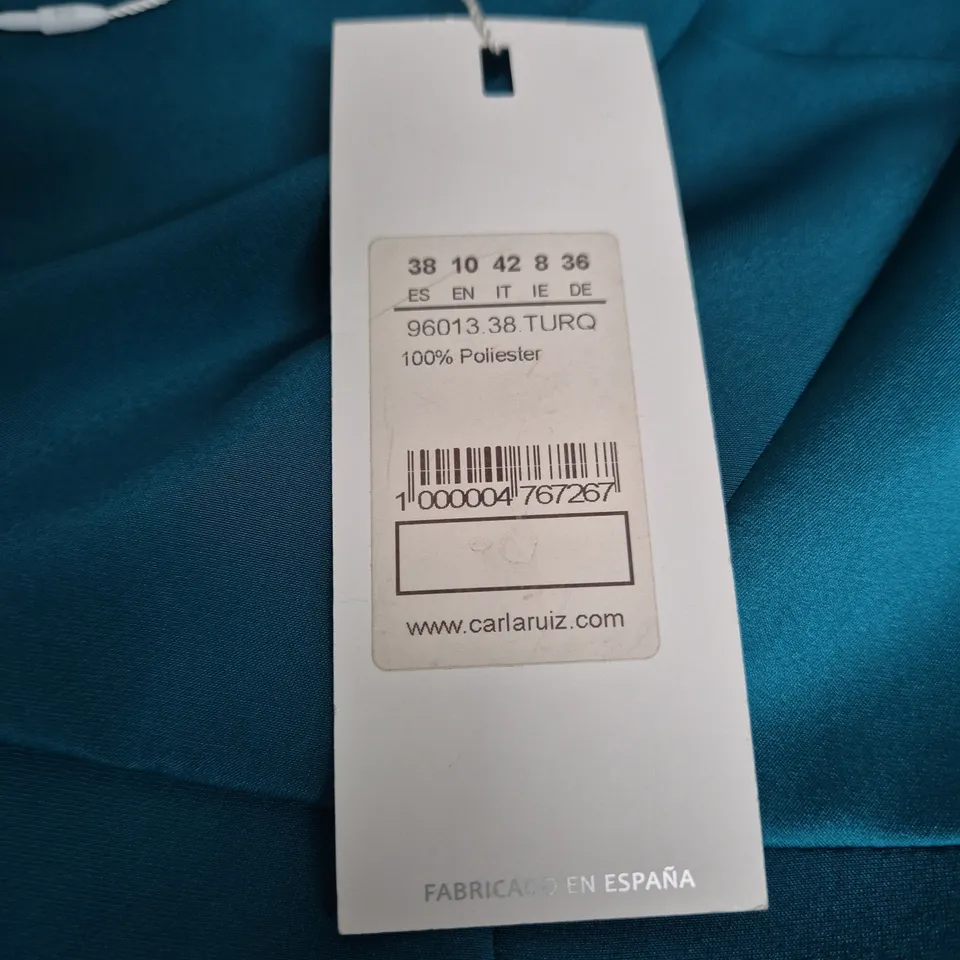 38 10 42 8 36
ES EN IT IE DE
96013.38.TURQ
100% Poliester
1 000004 767267
www.carlaruiz.com
FABRICADO EN ESPAÑA